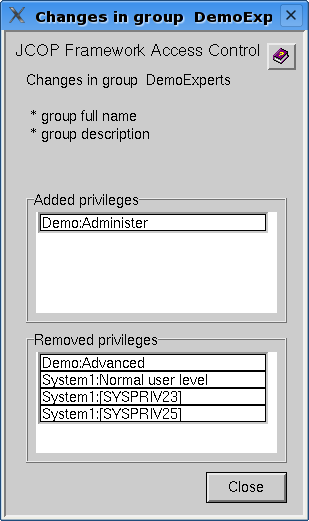 Changes in group  DemoExp
JCOP Framework Access Control
Changes in group  DemoExperts
* group full name
* group description
Added privileges
Demo:Administer
Removed privileges
Demo:Advanced
System1:Normal user level
System1:[SYSPRIV23]
System1:[SYSPRIV25]
Close